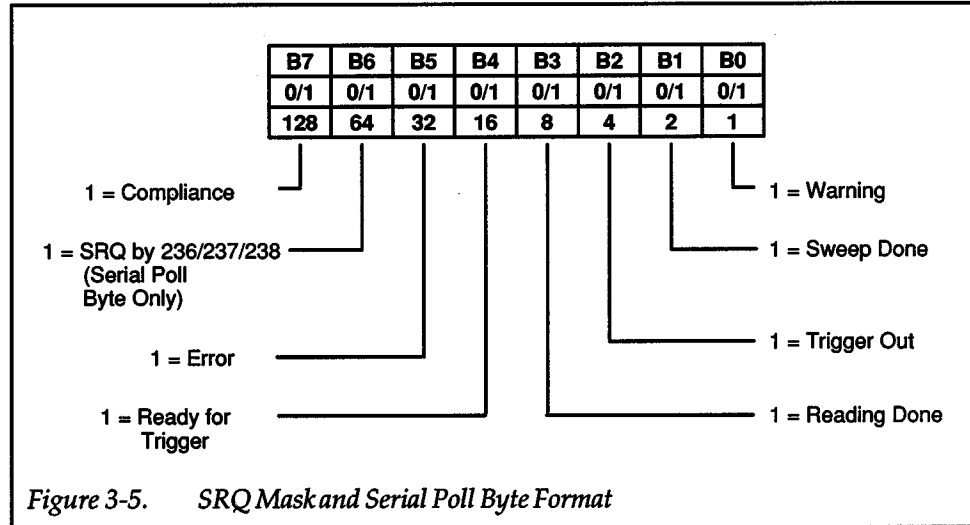 B7 B6 B5 B4 B3 B2 B1 B0
0/1 0/1 0/1 0/1 0/1 0/1 0/1 0/1
128 64 32 16 8 4 2 1
1 = Compliance
1 = Warning
1 = SRQ by 236/237/238
(Serial Poll
Byte Only)
1 = Sweep Done
1 = Error
1 = Trigger Out
1 = Ready for
Trigger
1 = Reading Done
Figure 3-5. SRQ Mask and Serial Poll Byte Format